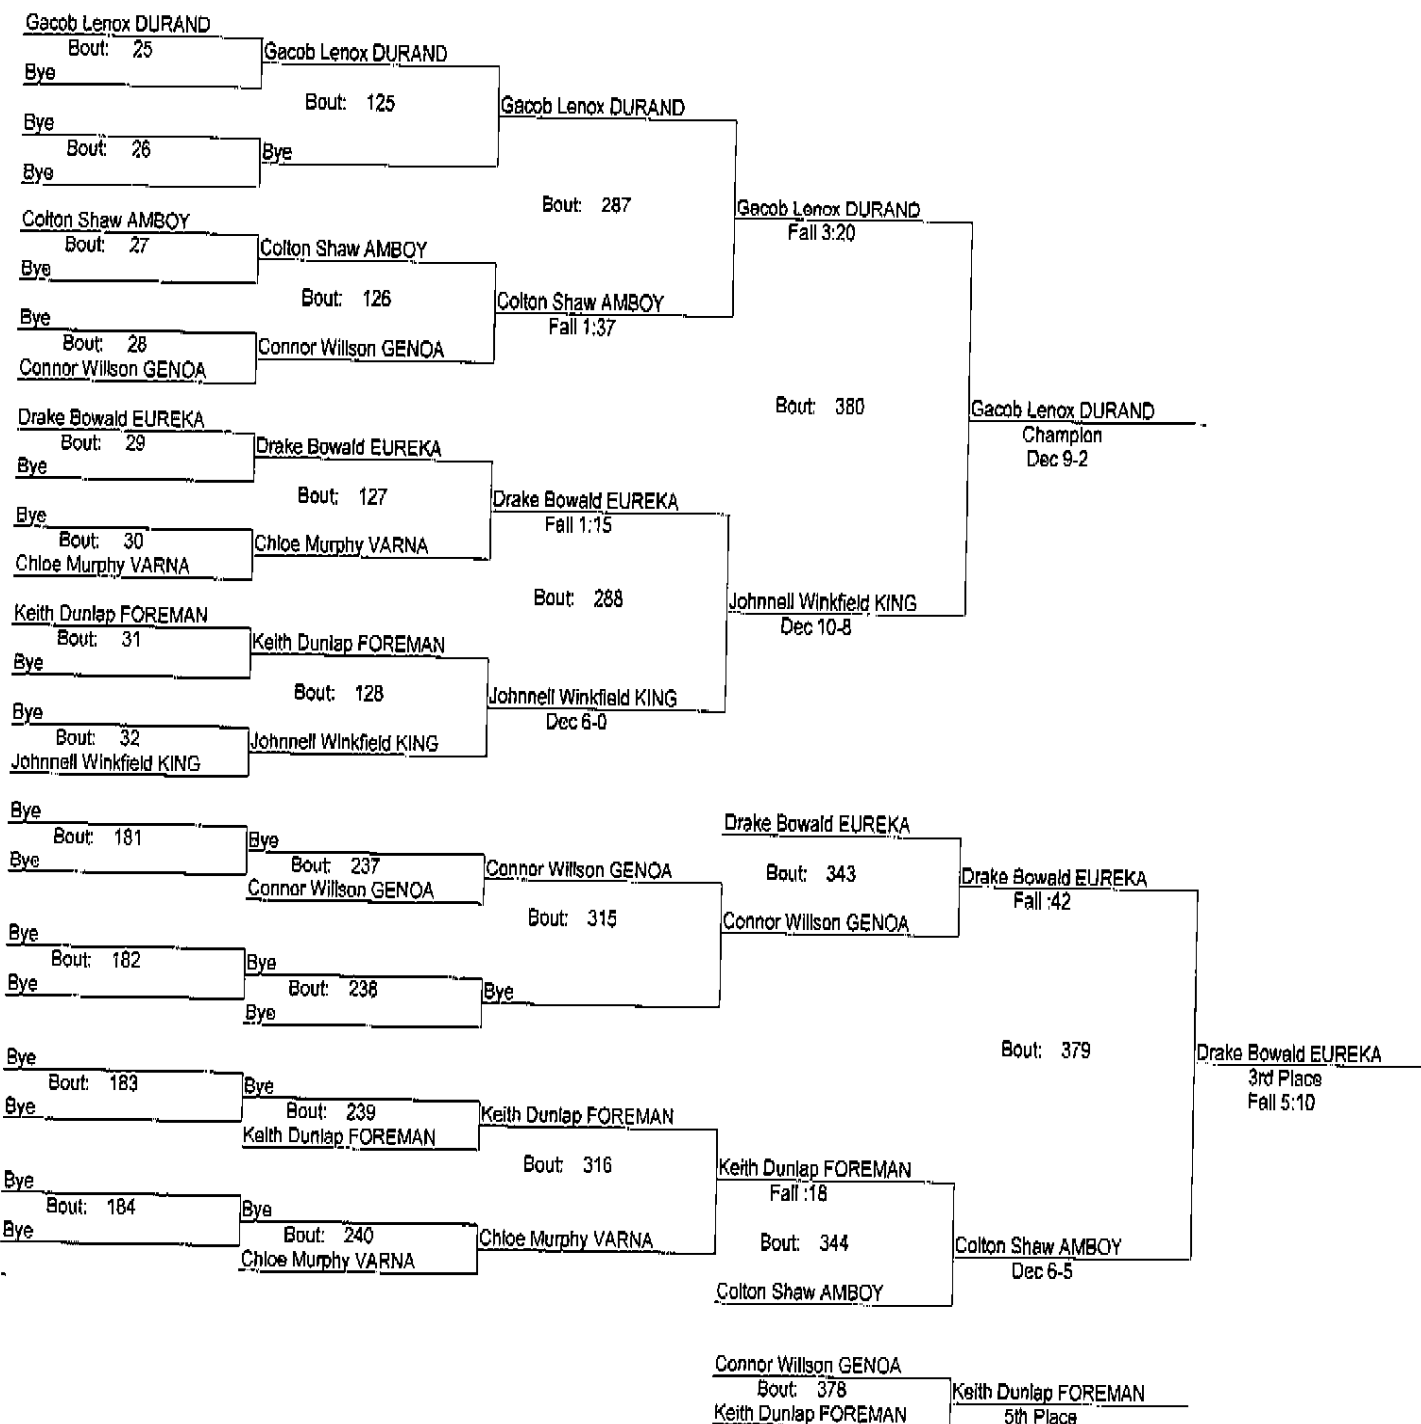 Gacob Lenox DURAND
Bout: 25
Bye
Gacob Lenox DURAND
Bout: 125
Bye
Bout: 26
Bye
Bye
Gacob Lenox DURAND
Bout: 287
Colton Shaw AMBOY
Bout: 27
Bye
Colton Shaw AMBOY
Bout: 126
Bye
Bout: 28
Connor Willson GENOA
Connor Willson GENOA
Colton Shaw AMBOY
Fall 1:37
Gacob Lenox DURAND
Fall 3:20
Bout: 380
Drake Bowald EUREKA
Bout: 29
Bye
Drake Bowald EUREKA
Bout: 127
Bye
Bout: 30
Chloe Murphy VARNA
Chloe Murphy VARNA
Drake Bowald EUREKA
Fall 1:15
Bout: 288
Keith Dunlap FOREMAN
Bout: 31
Bye
Keith Dunlap FOREMAN
Bout: 128
Bye
Bout: 32
Johnnell Winkfield KING
Johnnell Winkfield KING
Johnnell Winkfield KING
Dec 6-0
Johnnell Winkfield KING
Dec 10-8
Gacob Lenox DURAND
Champion
Dec 9-2
Bye
Bout: 181
Bye
Bye
Bout: 237
Connor Willson GENOA
Connor Willson GENOA
Bout: 315
Bye
Bout: 182
Bye
Bye
Bout: 238
Bye
Bye
Drake Bowald EUREKA
Bout: 343
Connor Willson GENOA
Drake Bowald EUREKA
Fall :42
Bout: 379
Bye
Bout: 183
Bye
Bye
Bout: 239
Keith Dunlap FOREMAN
Keith Dunlap FOREMAN
Bout: 316
Bye
Bout: 184
Bye
Bye
Bout: 240
Chloe Murphy VARNA
Chloe Murphy VARNA
Keith Dunlap FOREMAN
Fall :18
Bout: 344
Colton Shaw AMBOY
Colton Shaw AMBOY
Dec 6-5
Drake Bowald EUREKA
3rd Place
Fall 5:10
Connor Willson GENOA
Bout: 378
Keith Dunlap FOREMAN
Keith Dunlap FOREMAN
5th Place